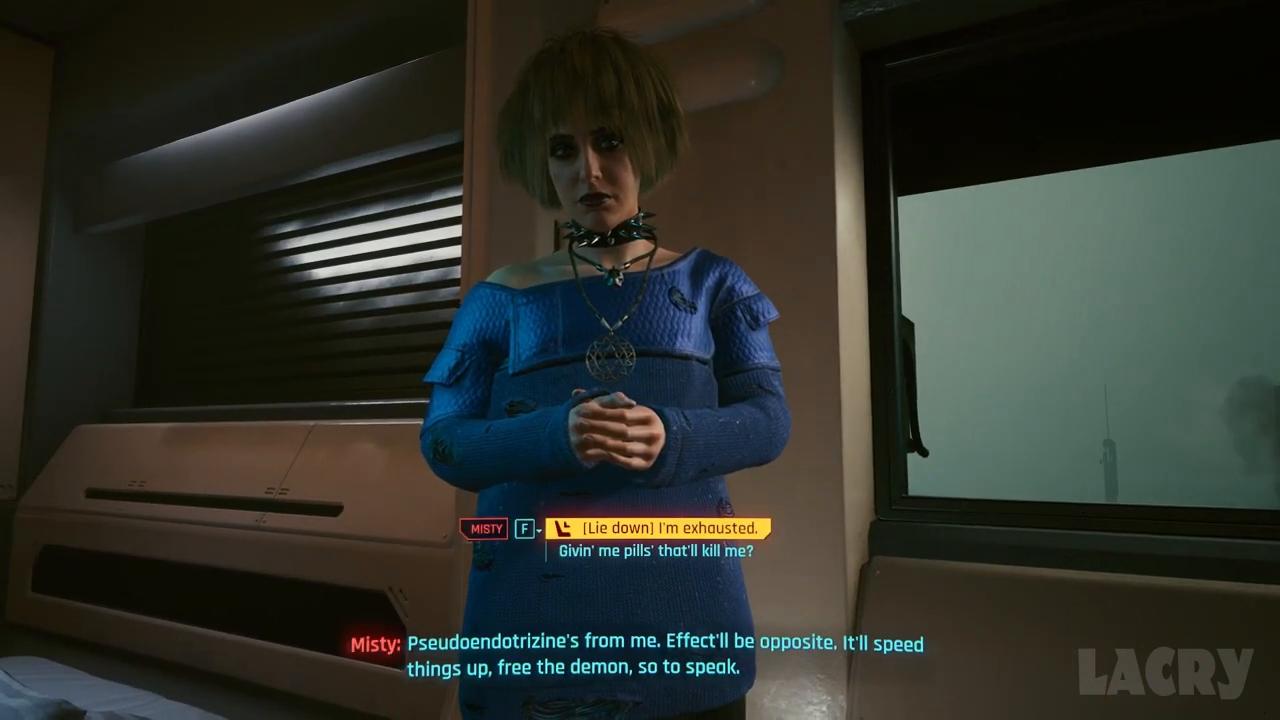 MISTY F [Lie down] I'm exhausted.
Givin' me pills' that'll kill me?
Misty: Pseudoendotrizine's from me. Effect'll be opposite. It'll speed
things up, free the demon, so to speak.
LACRY